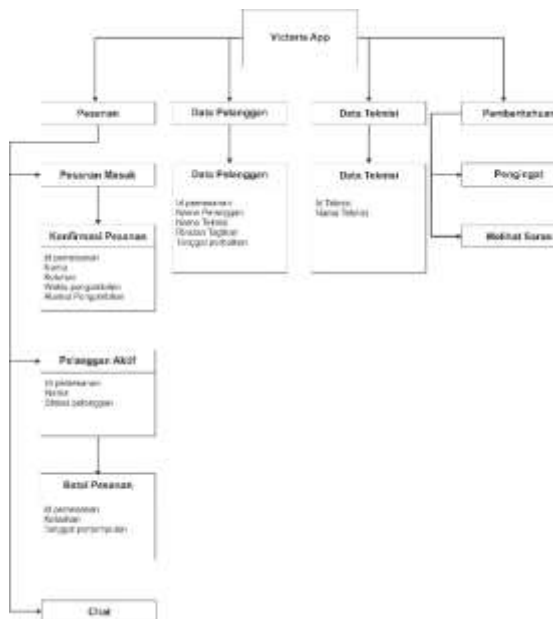 Victoria App
Pesanan
Data Pelanggan
Data Teknisi
Pemberitahuan
Pesanan Masuk
Data Pelanggan
Id pemesanan
Nama Pelanggan
Nama Teknisi
Rincian Tagihan
Tanggal perbaikan
Data Teknisi
Id Teknisi
Nama Teknisi
Pengingat
Melihat Saran
Konfirmasi Pesanan
Id pemesanan
Nama
Keluhan
Waktu pengambilan
Alamat Pengambilan
Pelanggan Aktif
Id pemesanan
Nama
Status pelanggan
Batal Pesanan
Id pemesanan
Keluhan
Tanggal
Chat